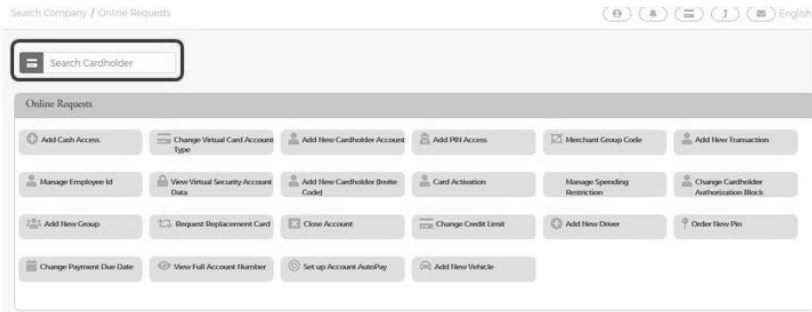 Search Company / Online Requests
English
Search Cardholder
Online Requests
Add Cash Access
Change Virtual Card Account
Type
Add New Cardholder Account
Add PIN Access
Merchant Group Code
Add New Transaction
Manage Employee Id
View Virtual Security Account
Data
Add New Cardholder (Invite
Code)
Card Activation
Manage Spending
Restriction
Change Cardholder
Authorization Block
Add New Group
Request Replacement Card
Close Account
Change Credit Limit
Add New Driver
Order New Pin
Change Payment Due Date
View Full Account Number
Set up Account AutoPay
Add New Vehicle